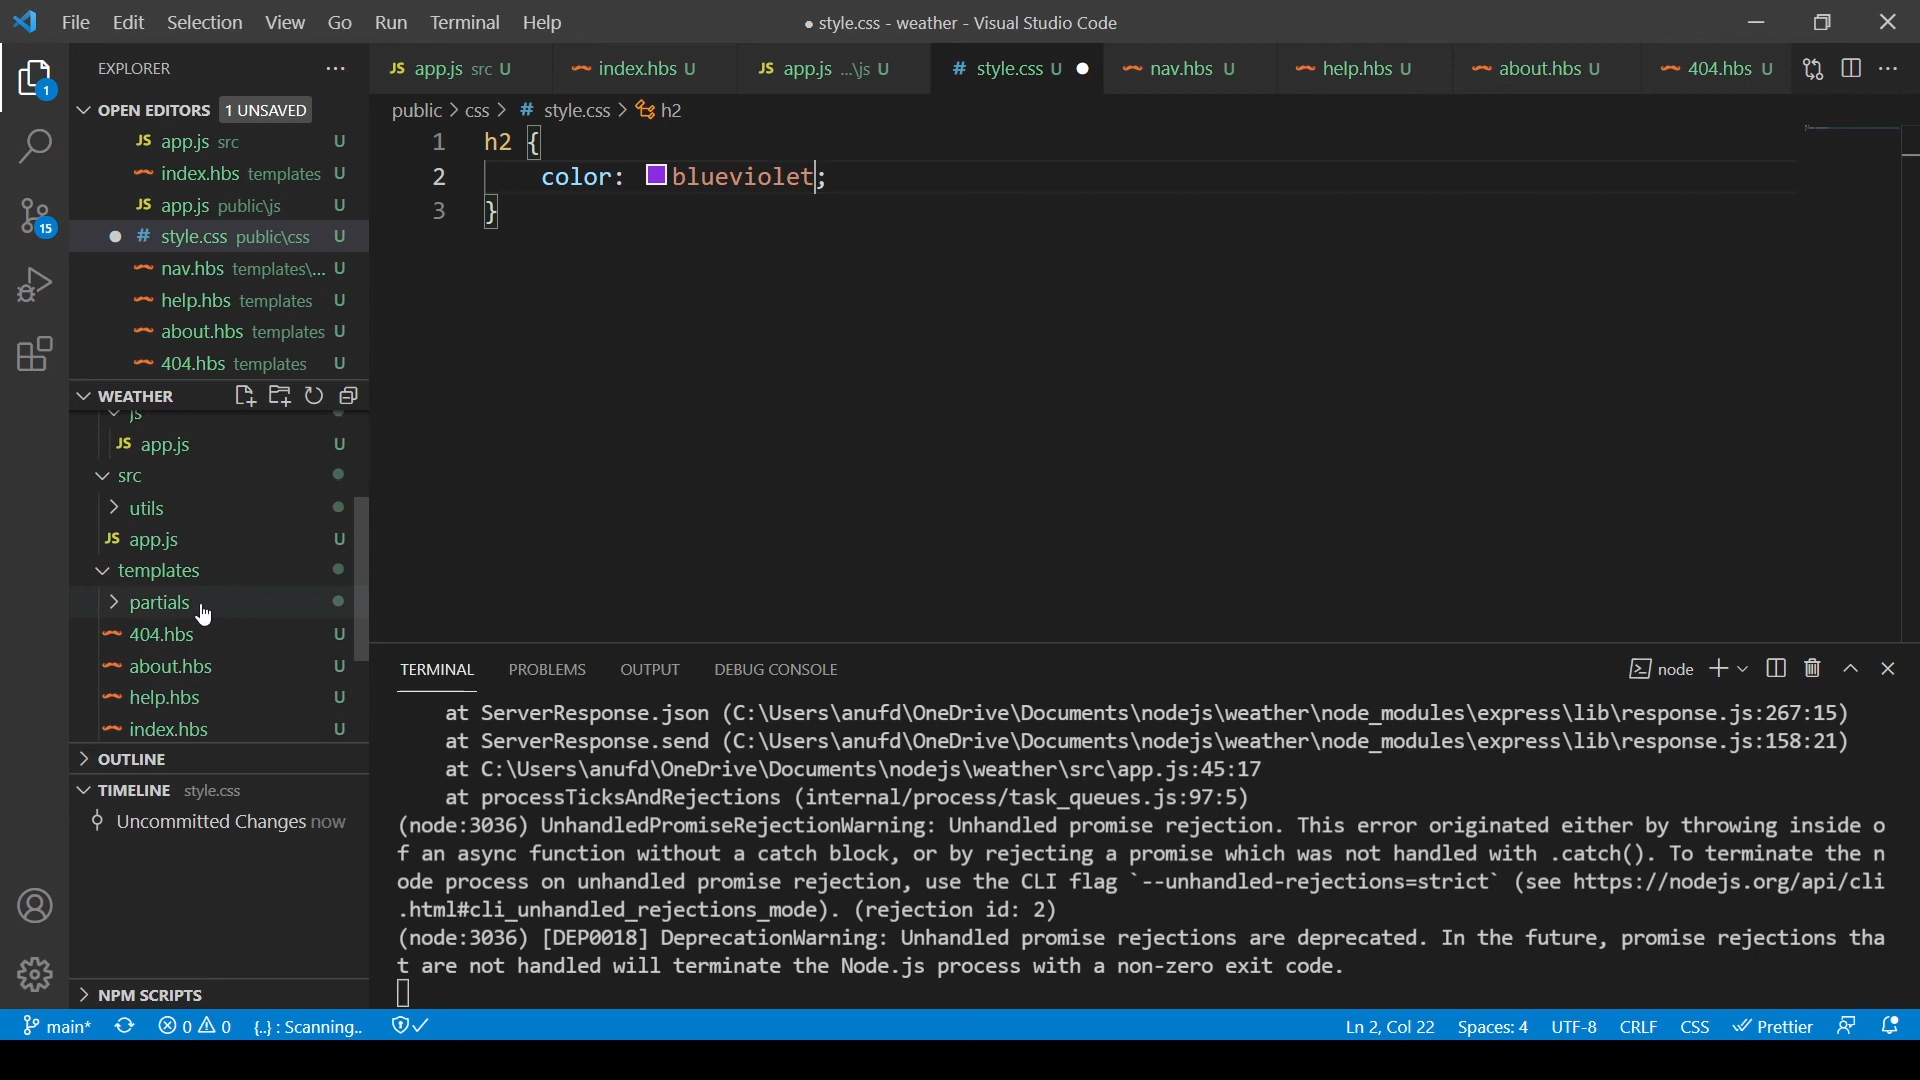 File Edit Selection View Go Run Terminal Help
● style.css - weather - Visual Studio Code
EXPLORER
OPEN EDITORS 1 UNSAVED
app.js src U
index.hbs templates U
app.js public\js U
● # style.css public\css U
nav.hbs templates\... U
help.hbs templates U
about.hbs templates U
404.hbs templates U
WEATHER
js
JS app.js U
src
utils
JS app.js U
templates
partials
404.hbs U
about.hbs U
help.hbs U
index.hbs U
OUTLINE
TIMELINE style.css
Uncommitted Changes now
NPM SCRIPTS
1
15
JS app.js src U index.hbs U JS app.js ...\js U # style.css U ● nav.hbs U help.hbs U about.hbs U 404.hbs U
public > css > # style.css > h2
1 h2 {
2 color: blueviolet;
3 }
TERMINAL PROBLEMS OUTPUT DEBUG CONSOLE
node
at ServerResponse.json (C:\Users\anufd\OneDrive\Documents\nodejs\weather\node_modules\express\lib\response.js:267:15)
at ServerResponse.send (C:\Users\anufd\OneDrive\Documents\nodejs\weather\node_modules\express\lib\response.js:158:21)
at C:\Users\anufd\OneDrive\Documents\nodejs\weather\src\app.js:45:17
at processTicksAndRejections (internal/process/task_queues.js:97:5)
(node:3036) UnhandledPromiseRejectionWarning: Unhandled promise rejection. This error originated either by throwing inside o
f an async function without a catch block, or by rejecting a promise which was not handled with .catch(). To terminate the n
ode process on unhandled promise rejection, use the CLI flag `--unhandled-rejections=strict` (see https://nodejs.org/api/cli
.html#cli_unhandled_rejections_mode). (rejection id: 2)
(node:3036) [DEP0018] DeprecationWarning: Unhandled promise rejections are deprecated. In the future, promise rejections tha
t are not handled will terminate the Node.js process with a non-zero exit code.
main* 0 0 {..} : Scanning.. Ln 2, Col 22 Spaces: 4 UTF-8 CRLF CSS Prettier